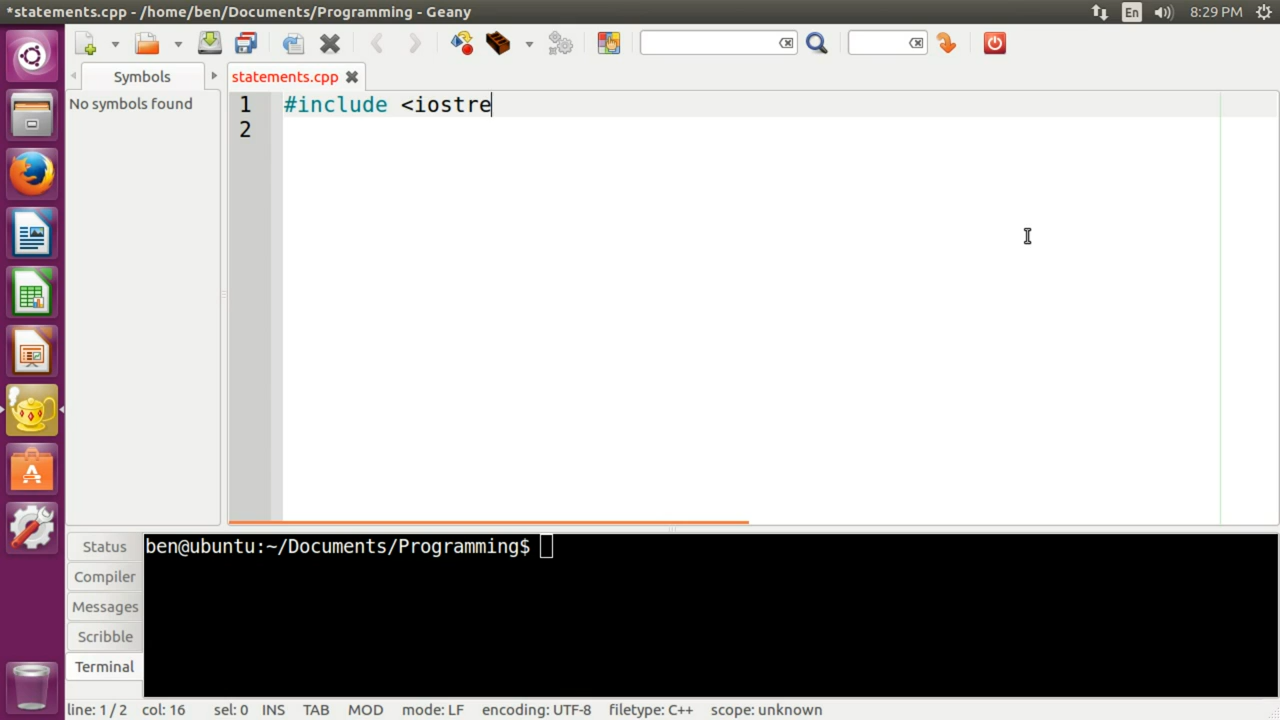 *statements.cpp - /home/ben/Documents/Programming - Geany
En
8:29 PM
Symbols
statements.cpp
No symbols found
1 #include <iostre
2
Status
Compiler
Messages
Scribble
Terminal
ben@ubuntu:~/Documents/Programming$
line: 1 / 2 col: 16 sel: 0 INS TAB MOD mode: LF encoding: UTF-8 filetype: C++ scope: unknown